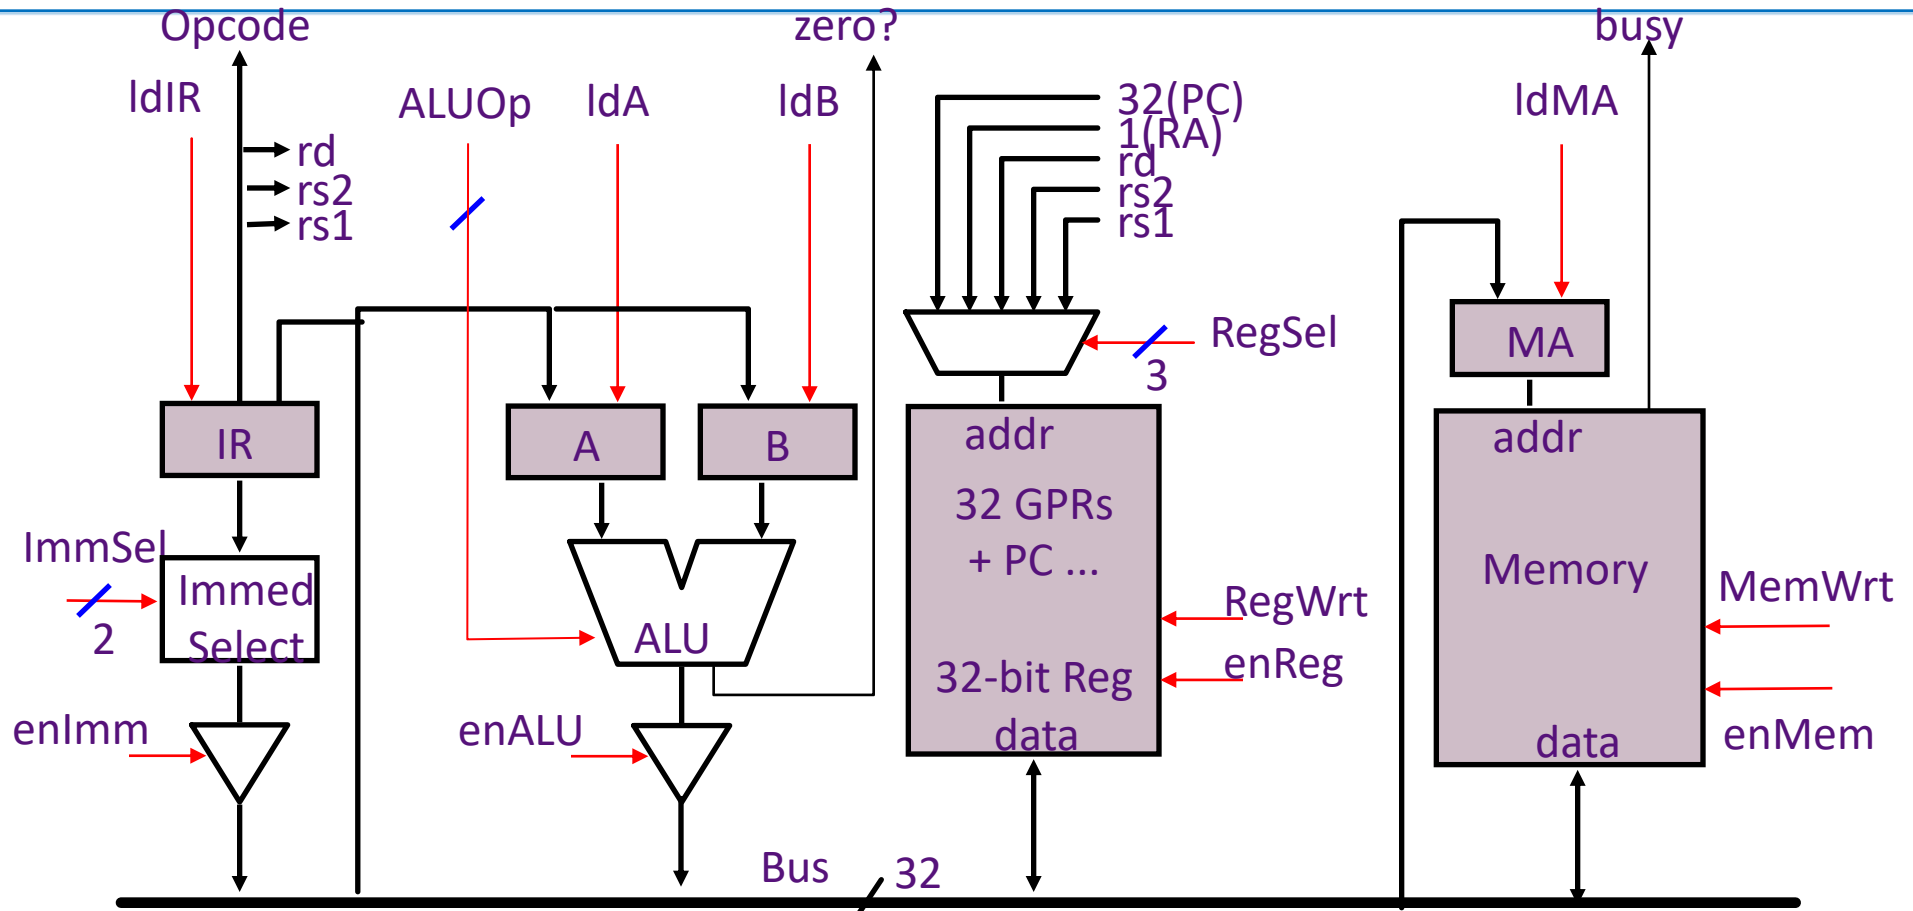 Opcode
zero?
busy
ldIR
ALUOp
ldA
ldB
32(PC)
1(RA)
rd
rs2
rs1
ldMA
rd
rs2
rs1
RegSel
3
MA
IR
A
B
addr
32 GPRs
+ PC ...
32-bit Reg
data
addr
Memory
data
ImmSel
2
Immed
Select
ALU
RegWrt
enReg
MemWrt
enMem
enImm
enALU
Bus
32